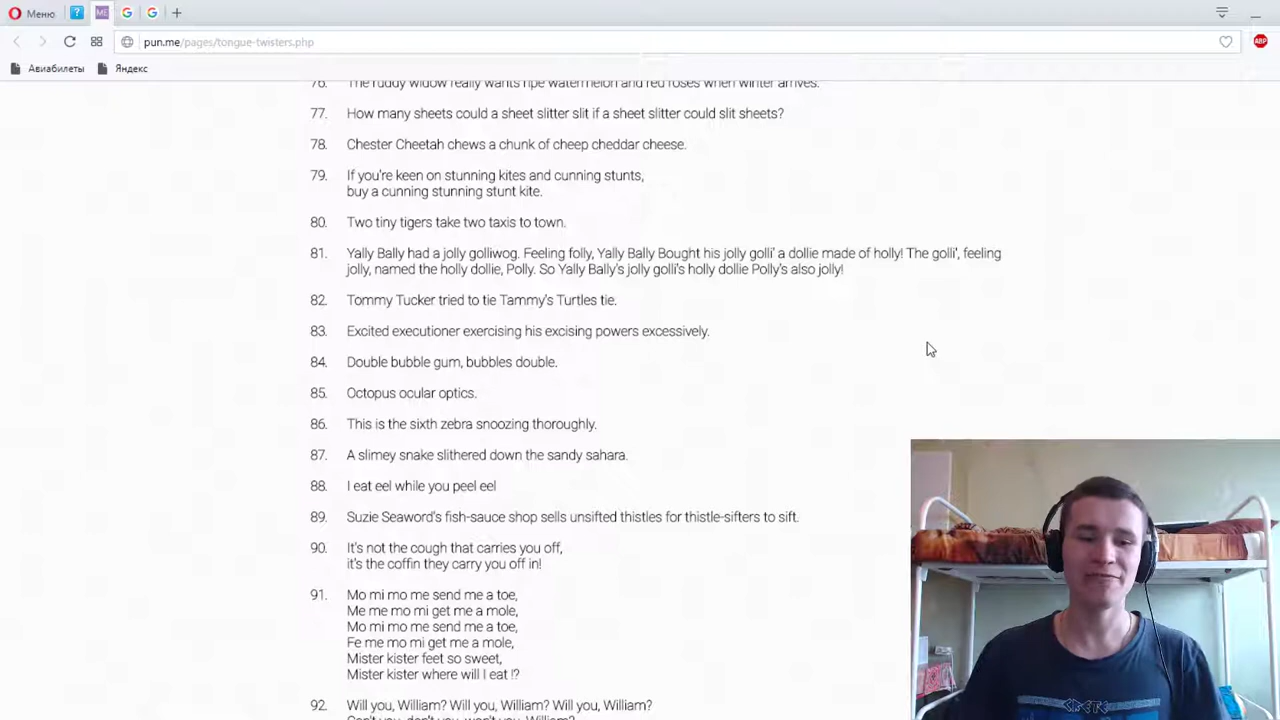 Меню
ME
pun.me/pages/tongue-twisters.php
ABP
Авиабилеты
Яндекс
76. The ruddy widow really wants ripe watermelon and red roses when winter arrives.
77. How many sheets could a sheet slitter slit if a sheet slitter could slit sheets?
78. Chester Cheetah chews a chunk of cheep cheddar cheese.
79. If you're keen on stunning kites and cunning stunts,
buy a cunning stunning stunt kite.
80. Two tiny tigers take two taxis to town.
81. Yally Bally had a jolly golliwog. Feeling folly, Yally Bally Bought his jolly golli' a dollie made of holly! The golli', feeling
jolly, named the holly dollie, Polly. So Yally Bally's jolly golli's holly dollie Polly's also jolly!
82. Tommy Tucker tried to tie Tammy's Turtles tie.
83. Excited executioner exercising his excising powers excessively.
84. Double bubble gum, bubbles double.
85. Octopus ocular optics.
86. This is the sixth zebra snoozing thoroughly.
87. A slimey snake slithered down the sandy sahara.
88. I eat eel while you peel eel
89. Suzie Seaword's fish-sauce shop sells unsifted thistles for thistle-sifters to sift.
90. It's not the cough that carries you off,
it's the coffin they carry you off in!
91. Mo mi mo me send me a toe,
Me me mo mi get me a mole,
Mo mi mo me send me a toe,
Fe me mo mi get me a mole,
Mister kister feet so sweet,
Mister kister where will I eat !?
92. Will you, William? Will you, William? Will you, William?
Can't you, don't you, won't you, William?
CRETE